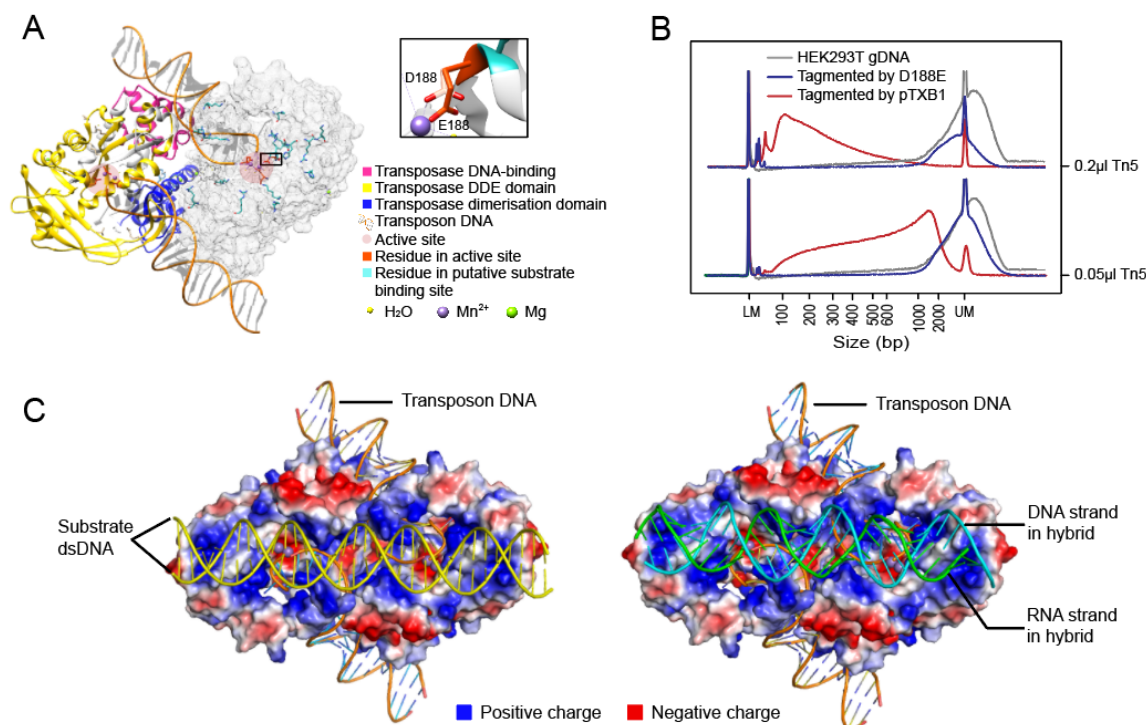 A
D188
E188
Transposase DNA-binding
Transposase DDE domain
Transposase dimerisation domain
Transposon DNA
Active site
Residue in active site
Residue in putative substrate
binding site
H₂O
Mn²⁺
Mg
B
HEK293T gDNA
Tagmented by D188E
Tagmented by pTXB1
0.2µl Tn5
0.05µl Tn5
LM
100
200
300
400
500
600
1000
2000
UM
Size (bp)
C
Transposon DNA
Substrate
dsDNA
Transposon DNA
DNA strand
in hybrid
RNA strand
in hybrid
Positive charge
Negative charge